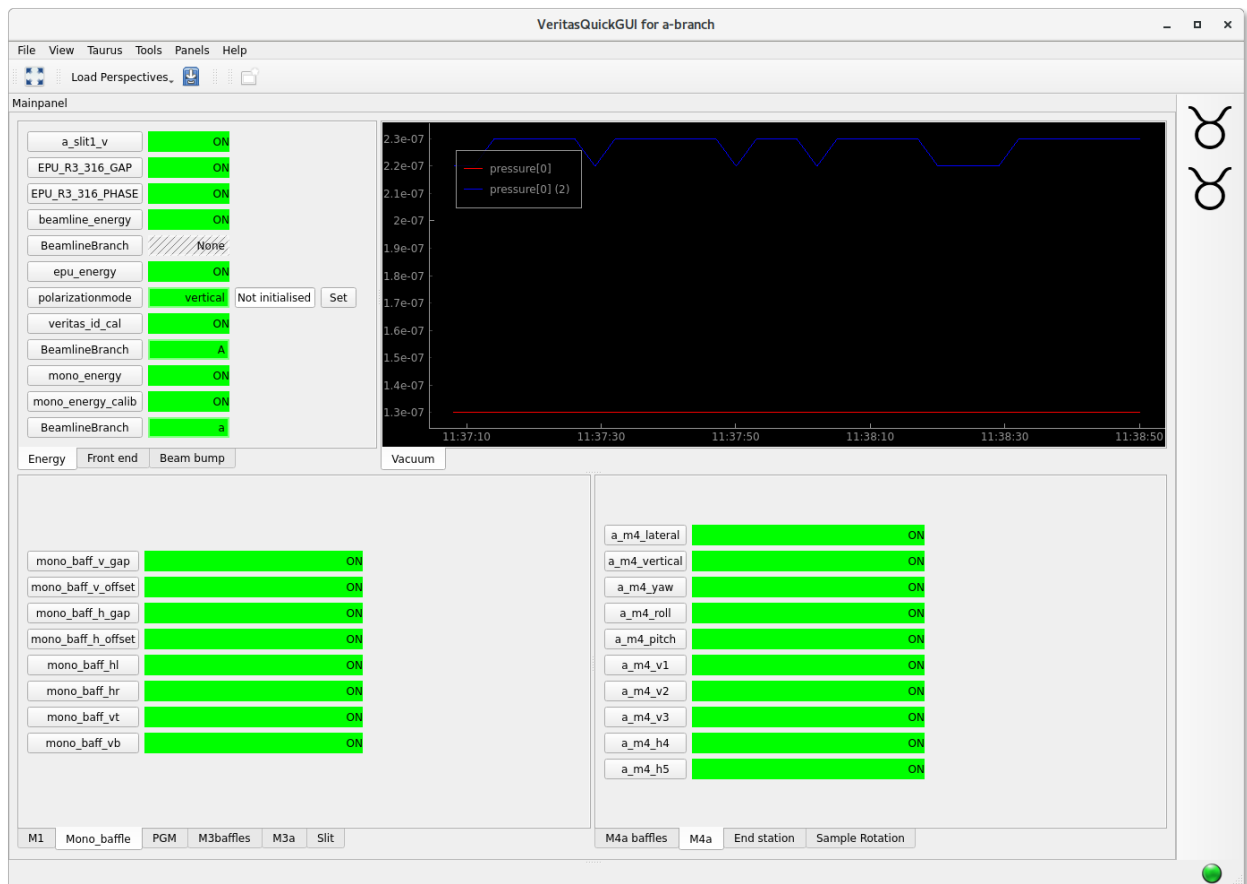 VeritasQuickGUI for a-branch
File View Taurus Tools Panels Help
Load Perspectives
Mainpanel
a_slit1_v ON
EPU_R3_316_GAP ON
EPU_R3_316_PHASE ON
beamline_energy ON
BeamlineBranch None
epu_energy ON
polarizationmode vertical Not initialised Set
veritas_id_cal ON
BeamlineBranch A
mono_energy ON
mono_energy_calib ON
BeamlineBranch a
Energy Front end Beam bump
2.3e-07
2.2e-07
2.1e-07
2e-07
1.9e-07
1.8e-07
1.7e-07
1.6e-07
1.5e-07
1.4e-07
1.3e-07
pressure[0]
pressure[0] (2)
11:37:10 11:37:30 11:37:50 11:38:10 11:38:30 11:38:50
Vacuum
mono_baff_v_gap ON
mono_baff_v_offset ON
mono_baff_h_gap ON
mono_baff_h_offset ON
mono_baff_hl ON
mono_baff_hr ON
mono_baff_vt ON
mono_baff_vb ON
M1 Mono_baffle PGM M3baffles M3a Slit
a_m4_lateral ON
a_m4_vertical ON
a_m4_yaw ON
a_m4_roll ON
a_m4_pitch ON
a_m4_v1 ON
a_m4_v2 ON
a_m4_v3 ON
a_m4_h4 ON
a_m4_h5 ON
M4a baffles M4a End station Sample Rotation